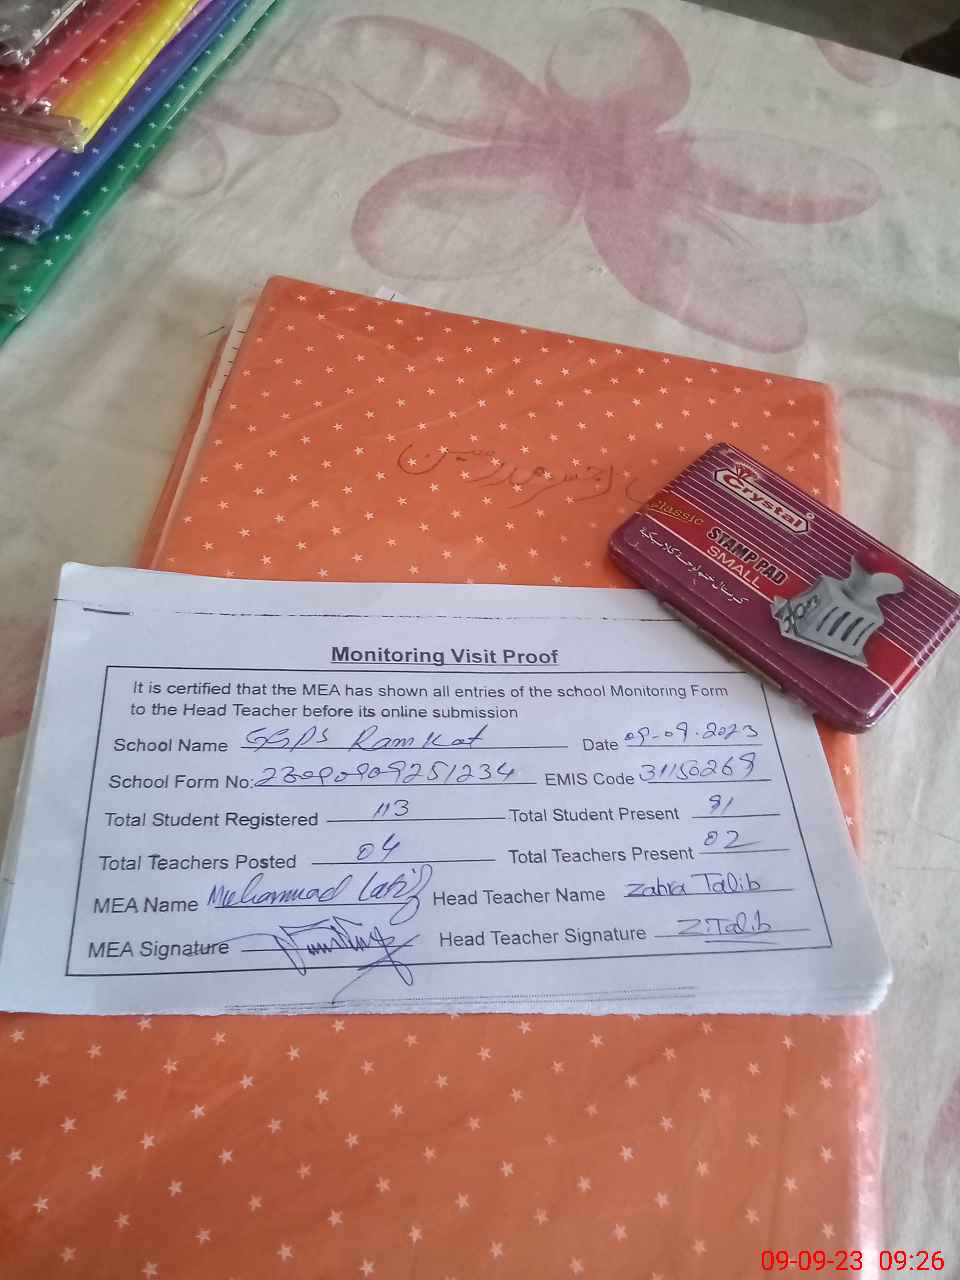 Crystal
classic
STAMP PAD
SMALL
Monitoring Visit Proof
It is certified that the MEA has shown all entries of the school Monitoring Form
to the Head Teacher before its online submission
School Name GGPS Ramkot Date 09-09-2023
School Form No: 23090909251234 EMIS Code 31150268
Total Student Registered 113 Total Student Present 91
Total Teachers Posted 04 Total Teachers Present 02
MEA Name Muhammad Latif Head Teacher Name Zahra Talib
MEA Signature Head Teacher Signature Z.Talib
09-09-23 09:26